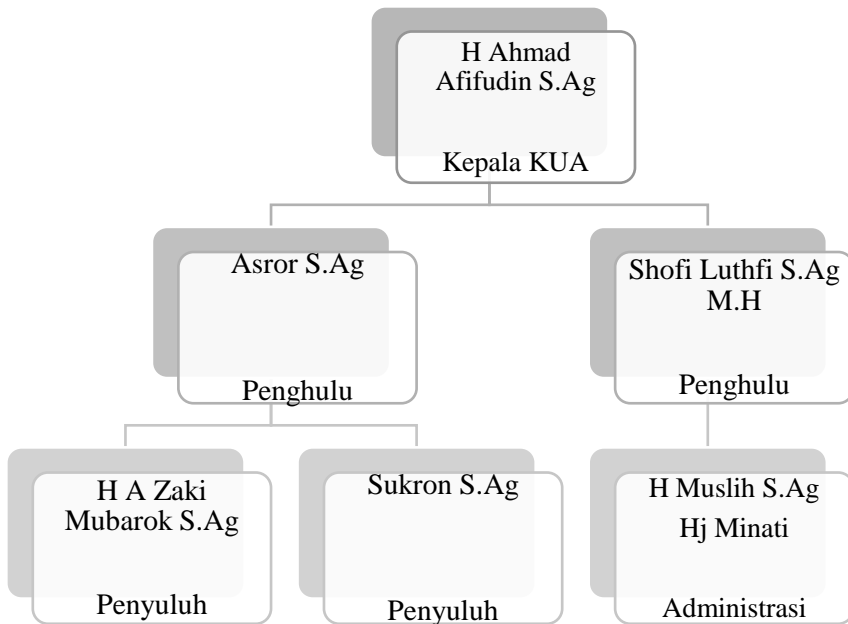 H Ahmad
Afifudin S.Ag
Kepala KUA
Asror S.Ag
Penghulu
Shofi Luthfi S.Ag
M.H
Penghulu
H A Zaki
Mubarok S.Ag
Penyuluh
Sukron S.Ag
Penyuluh
H Muslih S.Ag
Hj Minati
Administrasi